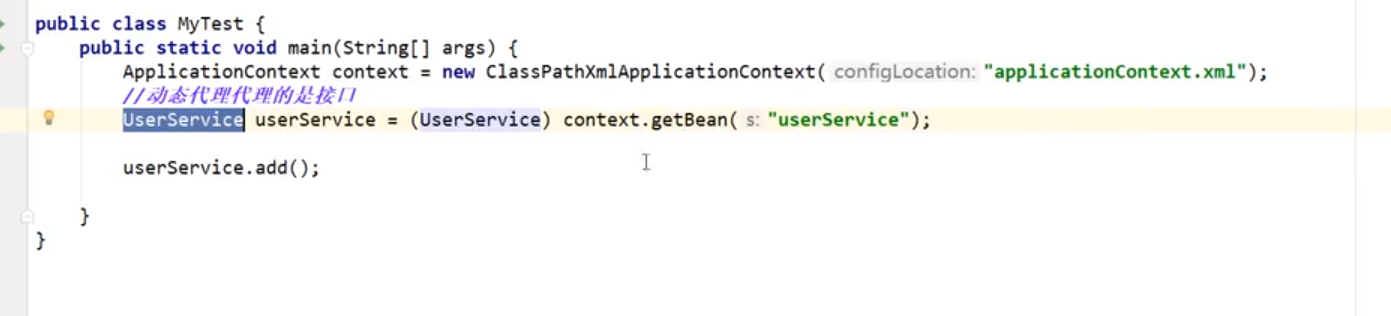 public class MyTest {
public static void main(String[] args) {
ApplicationContext context = new ClassPathXmlApplicationContext( configLocation: "applicationContext.xml");
//动态代理代理的是接口
UserService userService = (UserService) context.getBean( s: "userService");
userService.add();
}
}